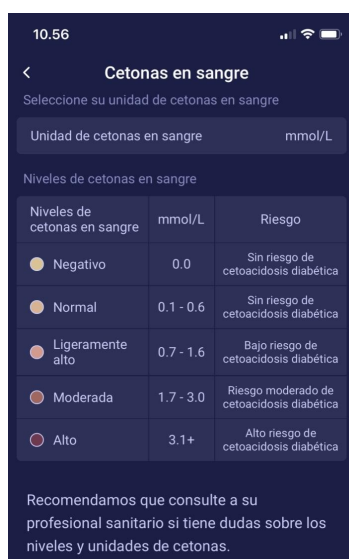 10.56
Cetonas en sangre
Seleccione su unidad de cetonas en sangre
Unidad de cetonas en sangre mmol/L
Niveles de cetonas en sangre
Niveles de
cetonas en sangre mmol/L Riesgo
Negativo 0.0 Sin riesgo de
cetoacidosis diabética
Normal 0.1 - 0.6 Sin riesgo de
cetoacidosis diabética
Ligeramente
alto 0.7 - 1.6 Bajo riesgo de
cetoacidosis diabética
Moderada 1.7 - 3.0 Riesgo moderado de
cetoacidosis diabética
Alto 3.1+ Alto riesgo de
cetoacidosis diabética
Recomendamos que consulte a su
profesional sanitario si tiene dudas sobre los
niveles y unidades de cetonas.